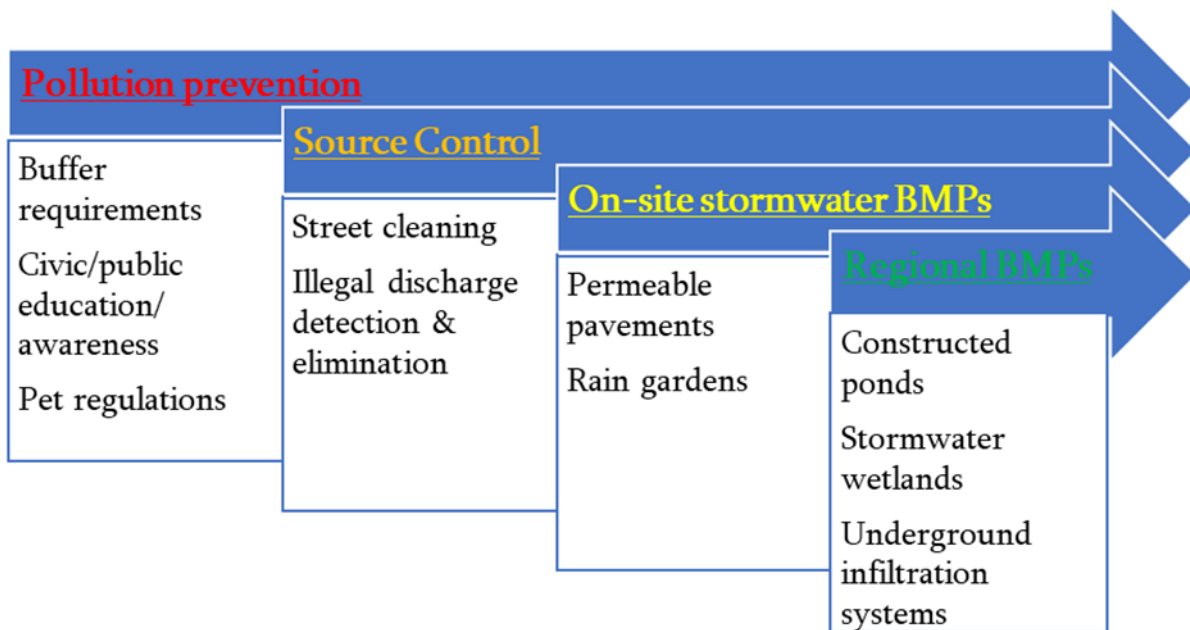 Pollution prevention
Buffer
requirements
Civic/public
education/
awareness
Pet regulations
Source Control
Street cleaning
Illegal discharge
detection &
elimination
On-site stormwater BMPs
Permeable
pavements
Rain gardens
Regional BMPs
Constructed
ponds
Stormwater
wetlands
Underground
infiltration
systems